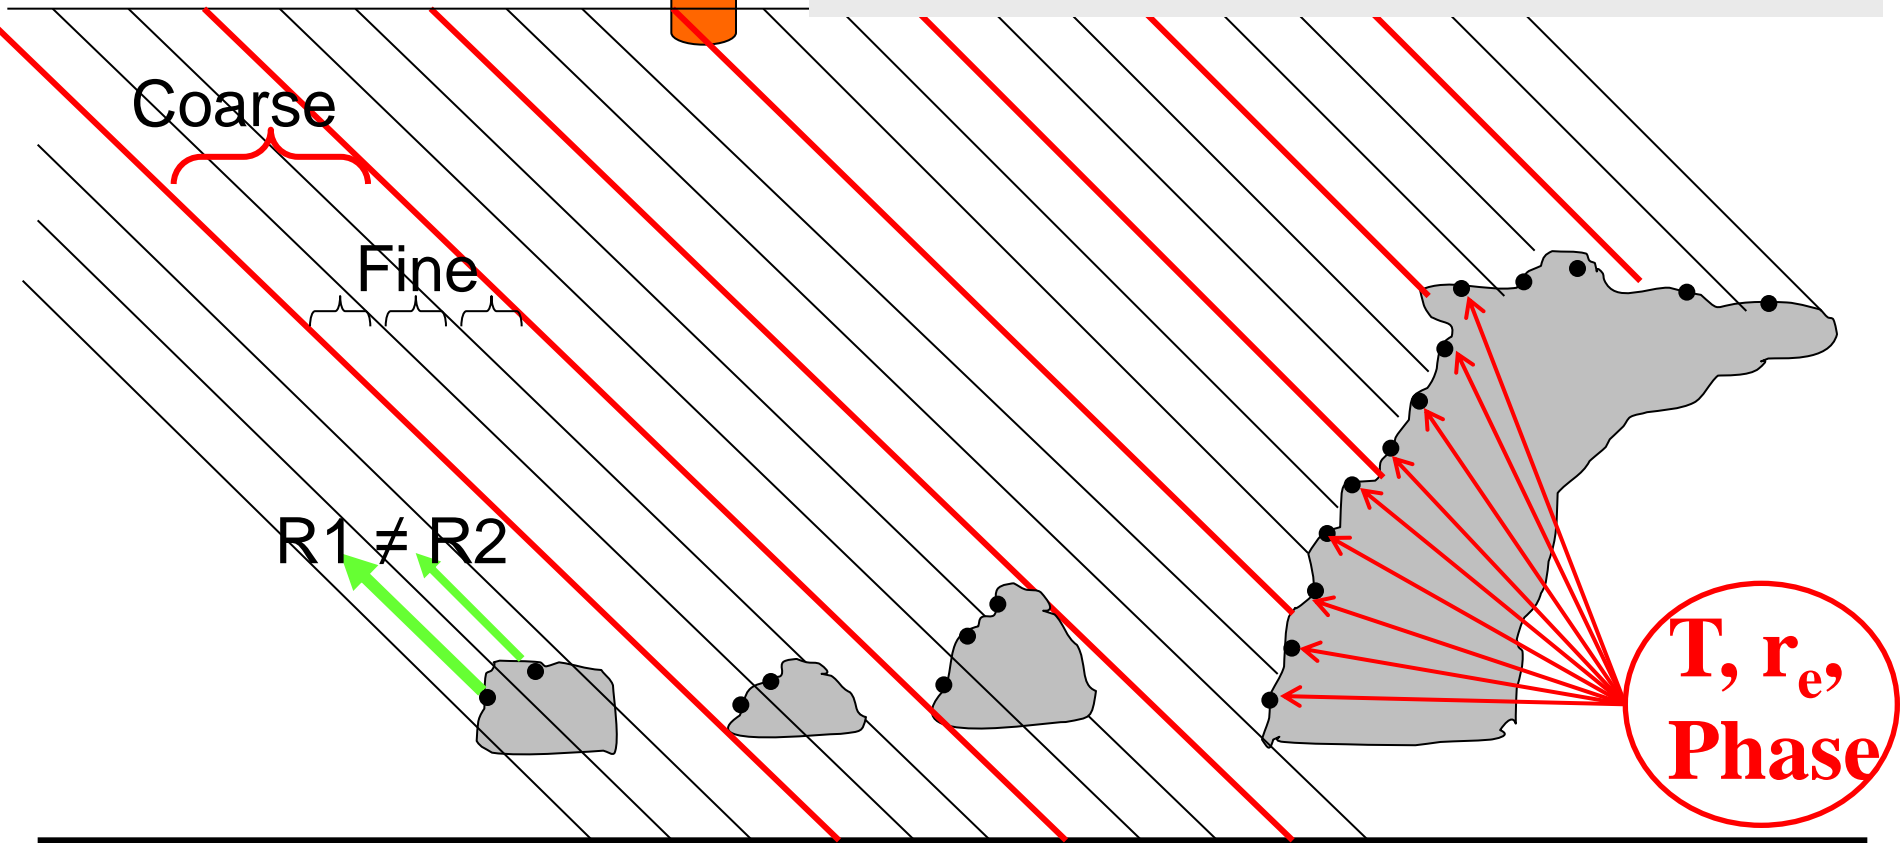 Coarse
Fine
R1 ≠ R2
T, rₑ,
Phase